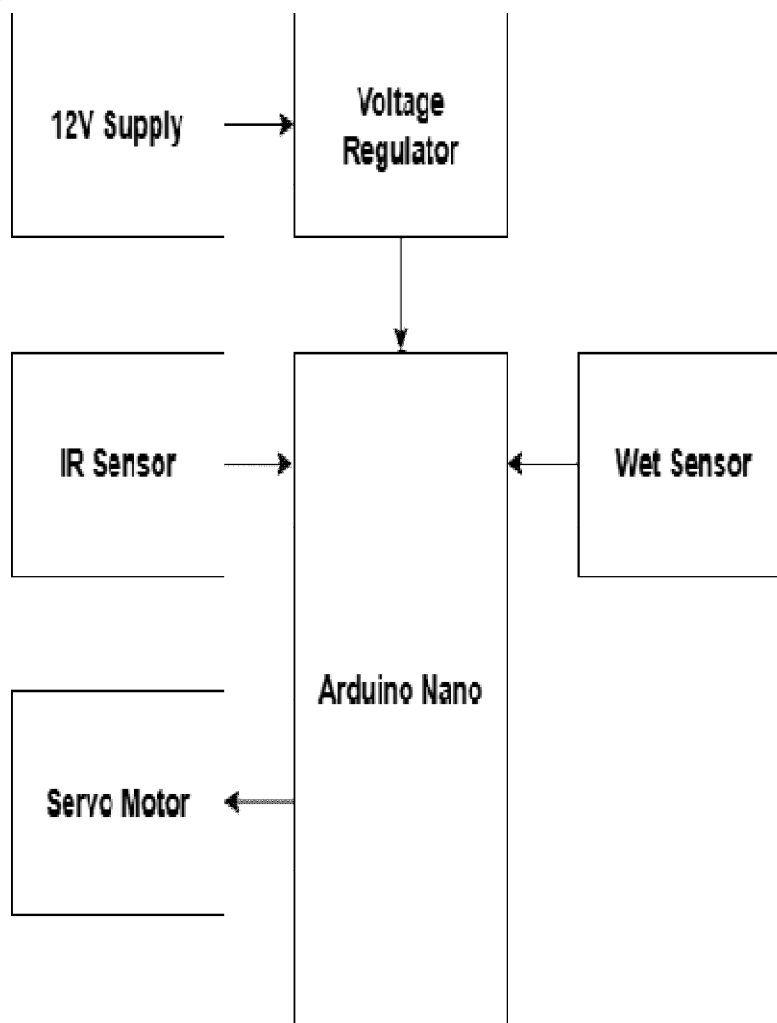 12V Supply
Voltage
Regulator
IR Sensor
Wet Sensor
Arduino Nano
Servo Motor